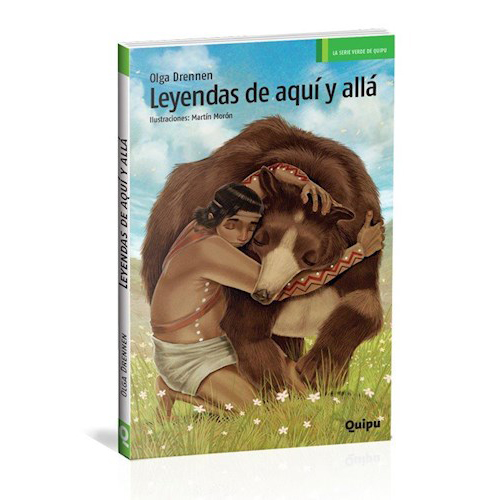 LA SERIE VERDE DE QUIPU
Olga Drennen
Leyendas de aquí y allá
Ilustraciones: Martín Morón
Quipu
LEYENDAS DE AQUÍ Y ALLÁ
OLGA DRENNEN